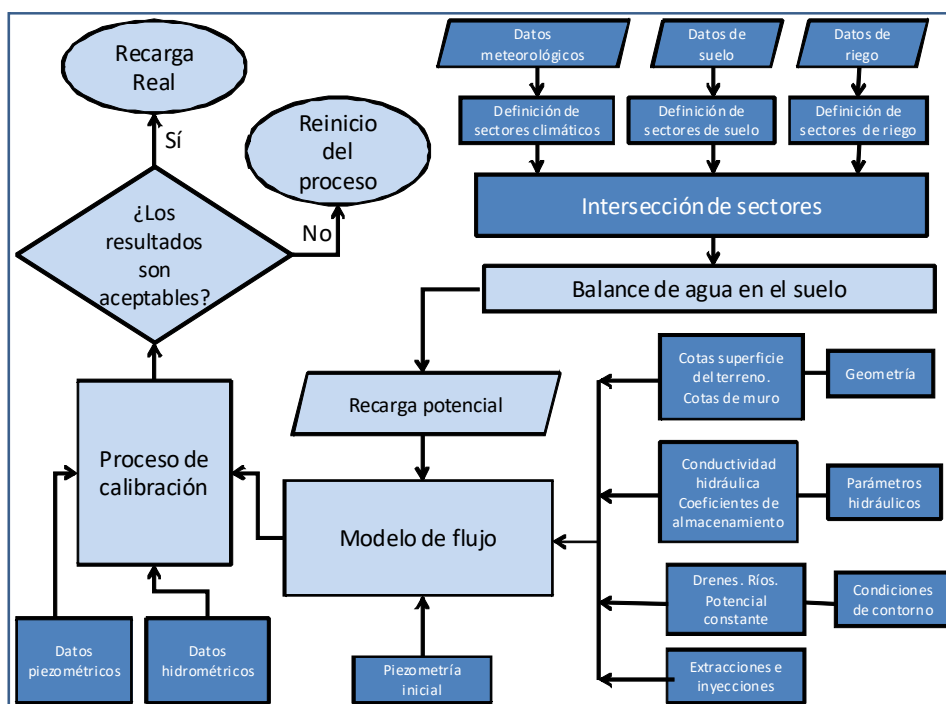 Recarga
Real
Sí
Reinicio
del
proceso
No
¿Los
resultados
son
aceptables?
Datos
meteorológicos
Datos de
suelo
Datos de
riego
Definición de
sectores climáticos
Definición de
sectores de suelo
Definición de
sectores de riego
Intersección de sectores
Balance de agua en el suelo
Recarga potencial
Cotas superficie
del terreno.
Cotas de muro
Geometría
Proceso de
calibración
Modelo de flujo
Conductividad
hidráulica
Coeficientes de
almacenamiento
Parámetros
hidráulicos
Drenes. Ríos.
Potencial
constante
Condiciones
de contorno
Datos
piezométricos
Datos
hidrométricos
Piezometría
inicial
Extracciones e
inyecciones